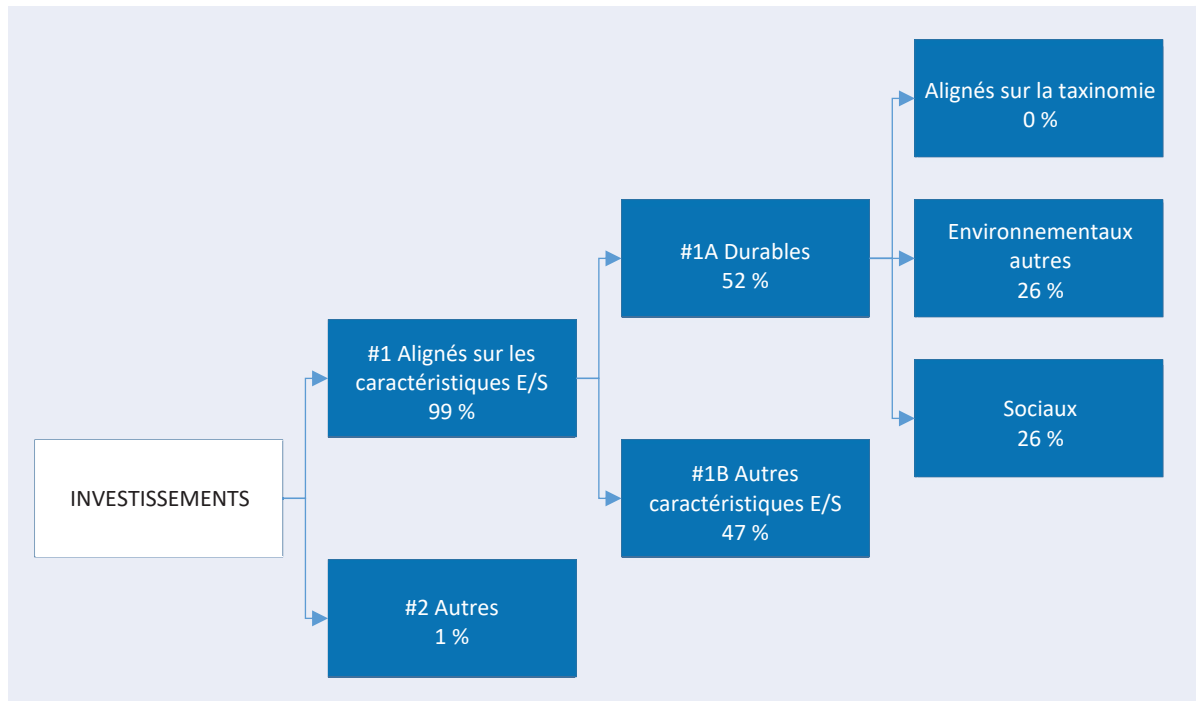 INVESTISSEMENTS
#1 Alignés sur les
caractéristiques E/S
99 %
#2 Autres
1 %
#1A Durables
52 %
#1B Autres
caractéristiques E/S
47 %
Alignés sur la taxinomie
0 %
Environnementaux
autres
26 %
Sociaux
26 %